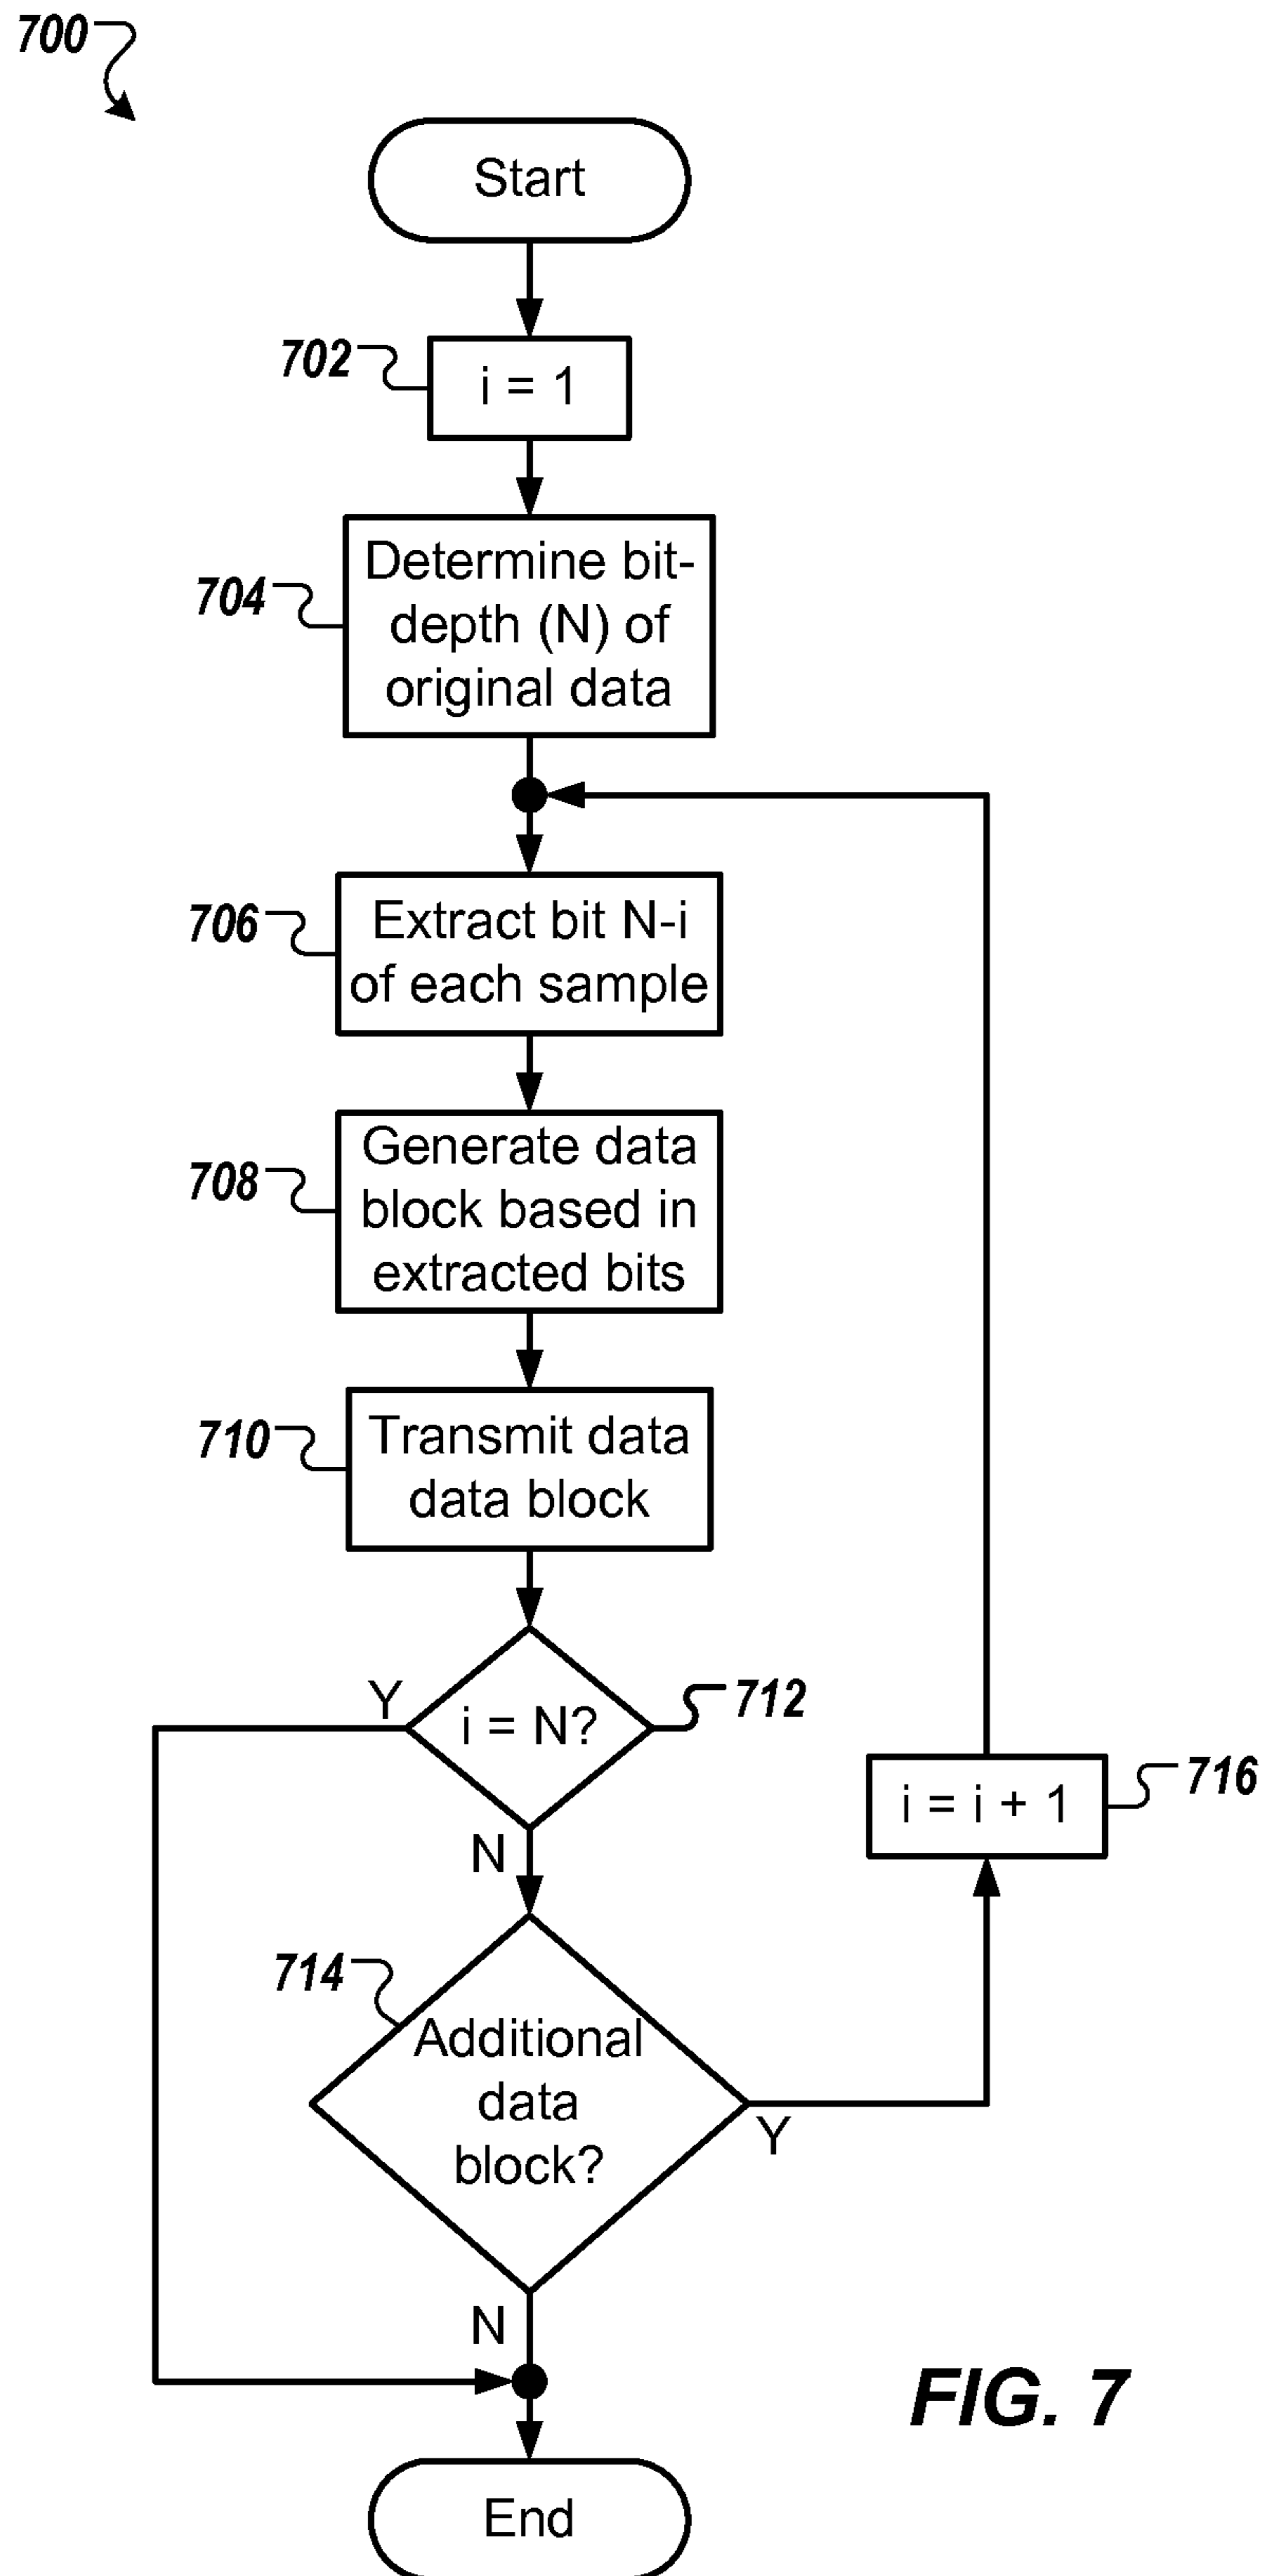 700
Start
702
i = 1
704
Determine bit-
depth (N) of
original data
706
Extract bit N-i
of each sample
708
Generate data
block based in
extracted bits
710
Transmit data
data block
Y
i = N?
712
N
716
i = i + 1
714
Additional
data
block?
Y
N
FIG. 7
End